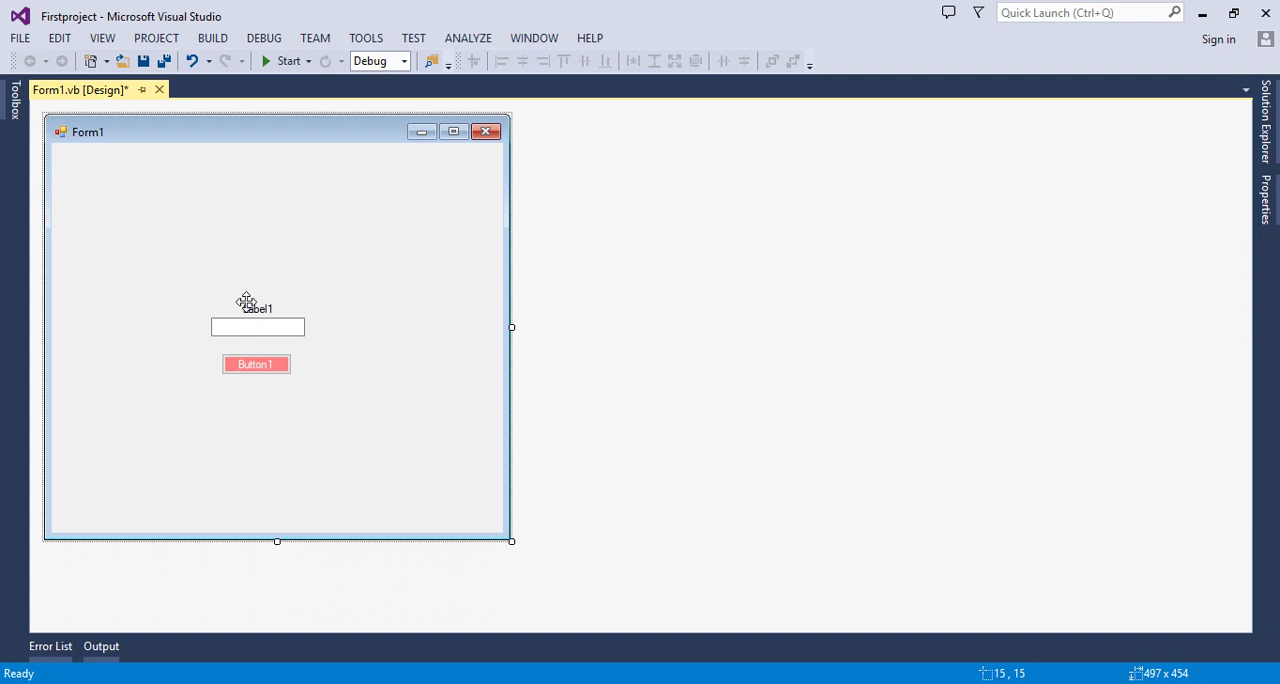 Firstproject - Microsoft Visual Studio
Quick Launch (Ctrl+Q)
FILE EDIT VIEW PROJECT BUILD DEBUG TEAM TOOLS TEST ANALYZE WINDOW HELP
Sign in
Start Debug
Toolbox
Form1.vb [Design]*
Solution Explorer
Properties
Form1
Label1
Button1
Error List Output
Ready
15 , 15
497 x 454